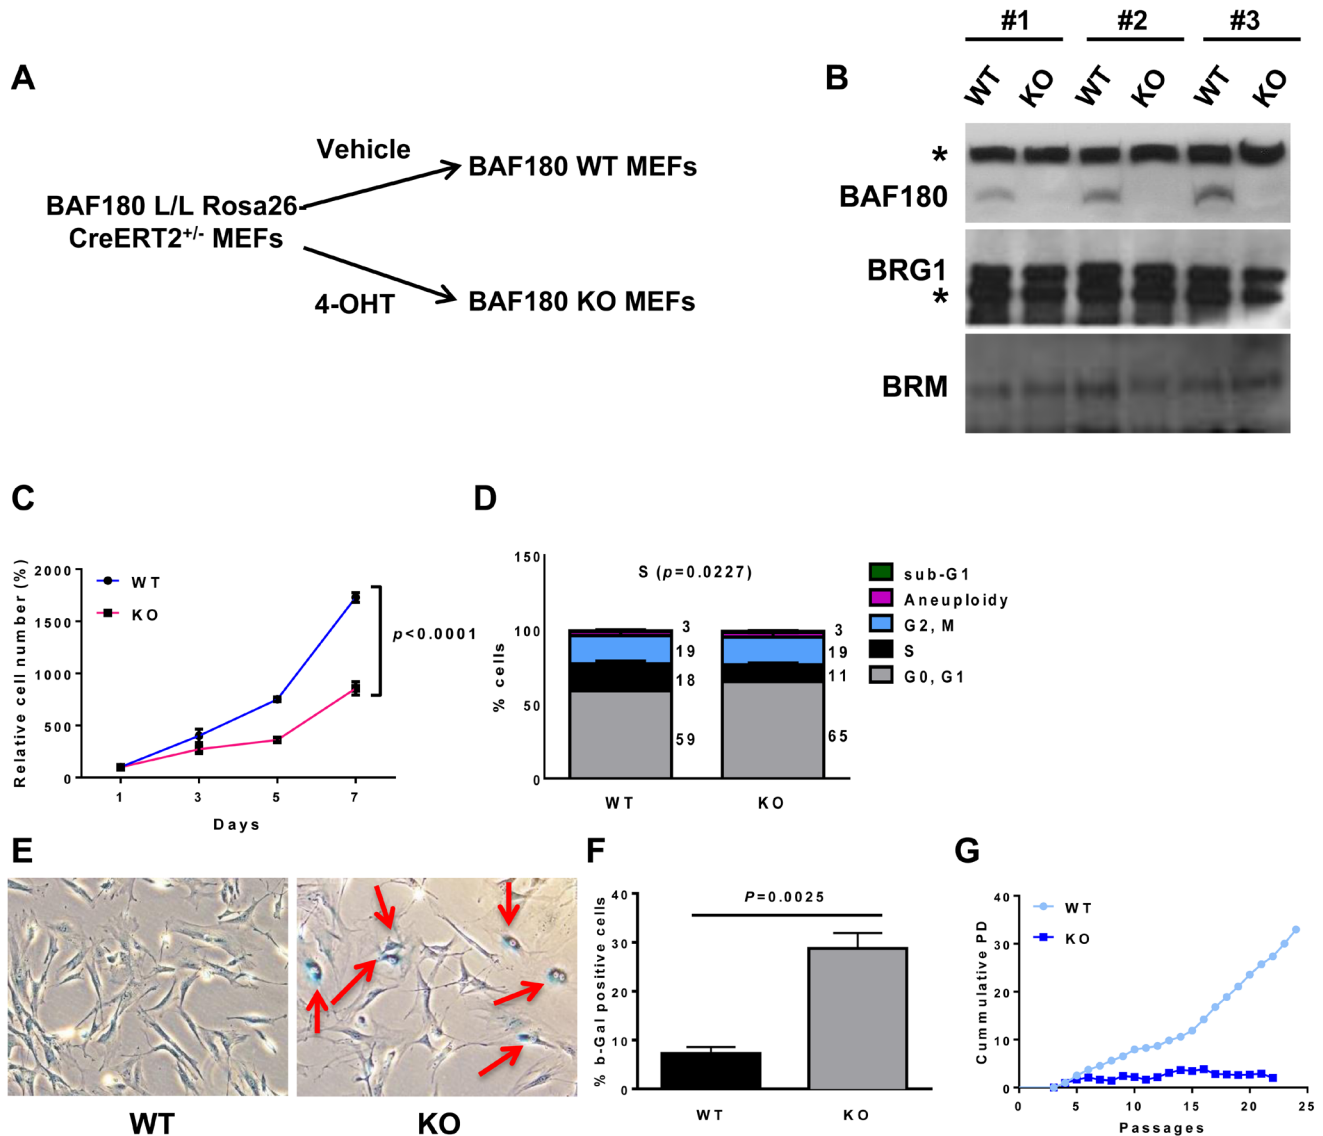 A
Vehicle
BAF180 WT MEFs
BAF180 L/L Rosa26-
CreERT2+/- MEFs
4-OHT
BAF180 KO MEFs
B
#1 #2 #3
WT KO WT KO WT KO
*
BAF180
BRG1
*
BRM
C
Relative cell number (%)
2000
1500
1000
500
0
WT
KO
p<0.0001
1 3 5 7
Days
D
% cells
150
100
50
0
S (p=0.0227)
3
19
18
59
3
19
11
65
WT KO
sub-G1
Aneuploidy
G2, M
S
G0, G1
E
WT KO
F
% b-Gal positive cells
40
30
20
10
0
P=0.0025
WT KO
G
Cummulative PD
40
30
20
10
0
WT
KO
0 5 10 15 20 25
Passages